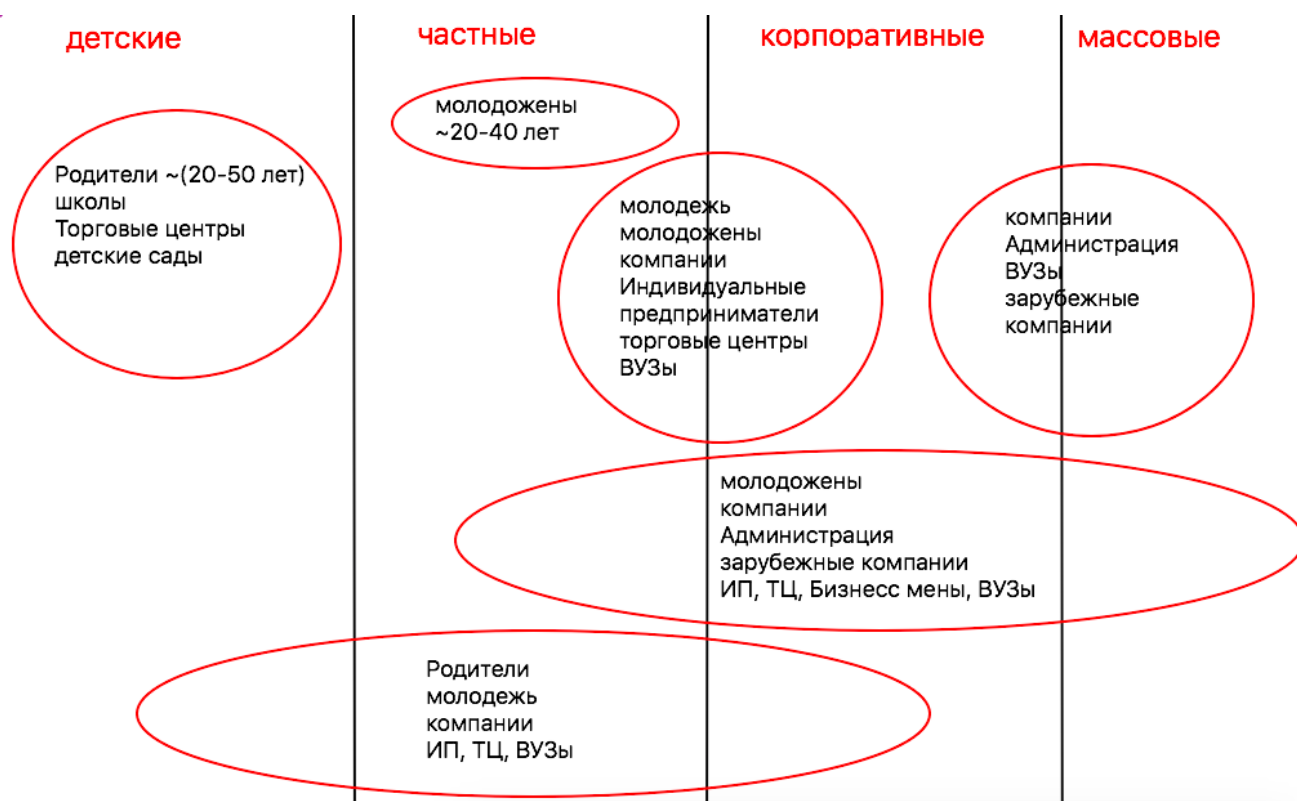 детские
частные
корпоративные
массовые
молодожены
~20-40 лет
Родители ~(20-50 лет)
школы
Торговые центры
детские сады
молодежь
молодожены
компании
Индивидуальные
предприниматели
торговые центры
ВУЗы
компании
Администрация
ВУЗы
зарубежные
компании
молодожены
компании
Администрация
зарубежные компании
ИП, ТЦ, Бизнесс мены, ВУЗы
Родители
молодежь
компании
ИП, ТЦ, ВУЗы